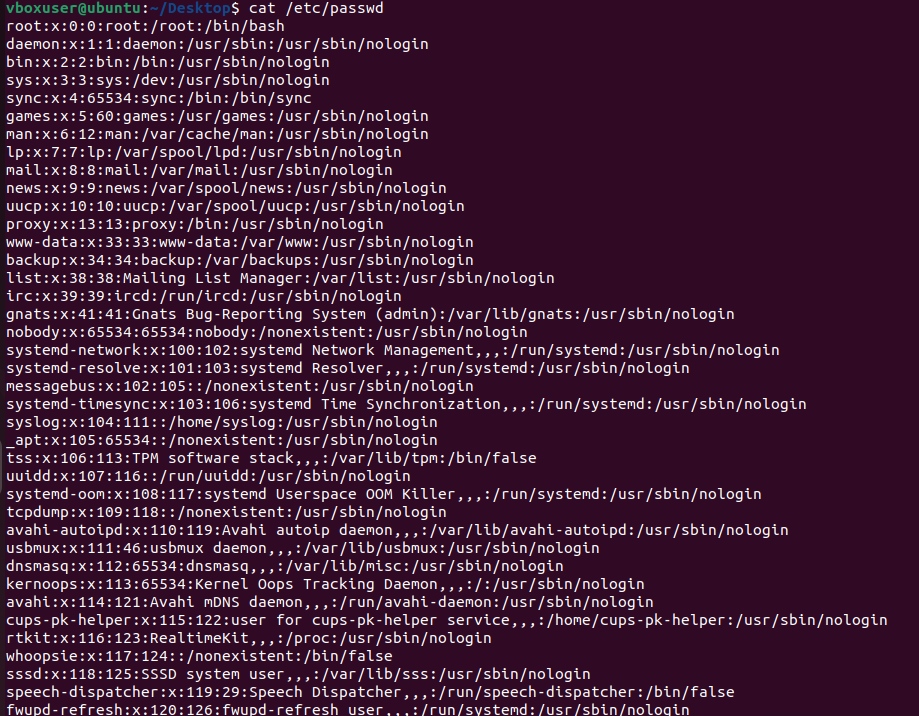 vboxuser@ubuntu:~/Desktop$ cat /etc/passwd
root:x:0:0:root:/root:/bin/bash
daemon:x:1:1:daemon:/usr/sbin:/usr/sbin/nologin
bin:x:2:2:bin:/bin:/usr/sbin/nologin
sys:x:3:3:sys:/dev:/usr/sbin/nologin
sync:x:4:65534:sync:/bin:/bin/sync
games:x:5:60:games:/usr/games:/usr/sbin/nologin
man:x:6:12:man:/var/cache/man:/usr/sbin/nologin
lp:x:7:7:lp:/var/spool/lpd:/usr/sbin/nologin
mail:x:8:8:mail:/var/mail:/usr/sbin/nologin
news:x:9:9:news:/var/spool/news:/usr/sbin/nologin
uucp:x:10:10:uucp:/var/spool/uucp:/usr/sbin/nologin
proxy:x:13:13:proxy:/bin:/usr/sbin/nologin
www-data:x:33:33:www-data:/var/www:/usr/sbin/nologin
backup:x:34:34:backup:/var/backups:/usr/sbin/nologin
list:x:38:38:Mailing List Manager:/var/list:/usr/sbin/nologin
irc:x:39:39:ircd:/run/ircd:/usr/sbin/nologin
gnats:x:41:41:Gnats Bug-Reporting System (admin):/var/lib/gnats:/usr/sbin/nologin
nobody:x:65534:65534:nobody:/nonexistent:/usr/sbin/nologin
systemd-network:x:100:102:systemd Network Management,,,:/run/systemd:/usr/sbin/nologin
systemd-resolve:x:101:103:systemd Resolver,,,:/run/systemd:/usr/sbin/nologin
messagebus:x:102:105::/nonexistent:/usr/sbin/nologin
systemd-timesync:x:103:106:systemd Time Synchronization,,,:/run/systemd:/usr/sbin/nologin
syslog:x:104:111::/home/syslog:/usr/sbin/nologin
_apt:x:105:65534::/nonexistent:/usr/sbin/nologin
tss:x:106:113:TPM software stack,,,:/var/lib/tpm:/bin/false
uuidd:x:107:116::/run/uuidd:/usr/sbin/nologin
systemd-oom:x:108:117:systemd Userspace OOM Killer,,,:/run/systemd:/usr/sbin/nologin
tcpdump:x:109:118::/nonexistent:/usr/sbin/nologin
avahi-autoipd:x:110:119:Avahi autoip daemon,,,:/var/lib/avahi-autoipd:/usr/sbin/nologin
usbmux:x:111:46:usbmux daemon,,,:/var/lib/usbmux:/usr/sbin/nologin
dnsmasq:x:112:65534:dnsmasq,,,:/var/lib/misc:/usr/sbin/nologin
kernoops:x:113:65534:Kernel Oops Tracking Daemon,,,:/:/usr/sbin/nologin
avahi:x:114:121:Avahi mDNS daemon,,,:/run/avahi-daemon:/usr/sbin/nologin
cups-pk-helper:x:115:122:user for cups-pk-helper service,,,:/home/cups-pk-helper:/usr/sbin/nologin
rtkit:x:116:123:RealtimeKit,,,:/proc:/usr/sbin/nologin
whoopsie:x:117:124::/nonexistent:/bin/false
sssd:x:118:125:SSSD system user,,,:/var/lib/sss:/usr/sbin/nologin
speech-dispatcher:x:119:29:Speech Dispatcher,,,:/run/speech-dispatcher:/bin/false
fwupd-refresh:x:120:126:fwupd-refresh user,,,:/run/systemd:/usr/sbin/nologin